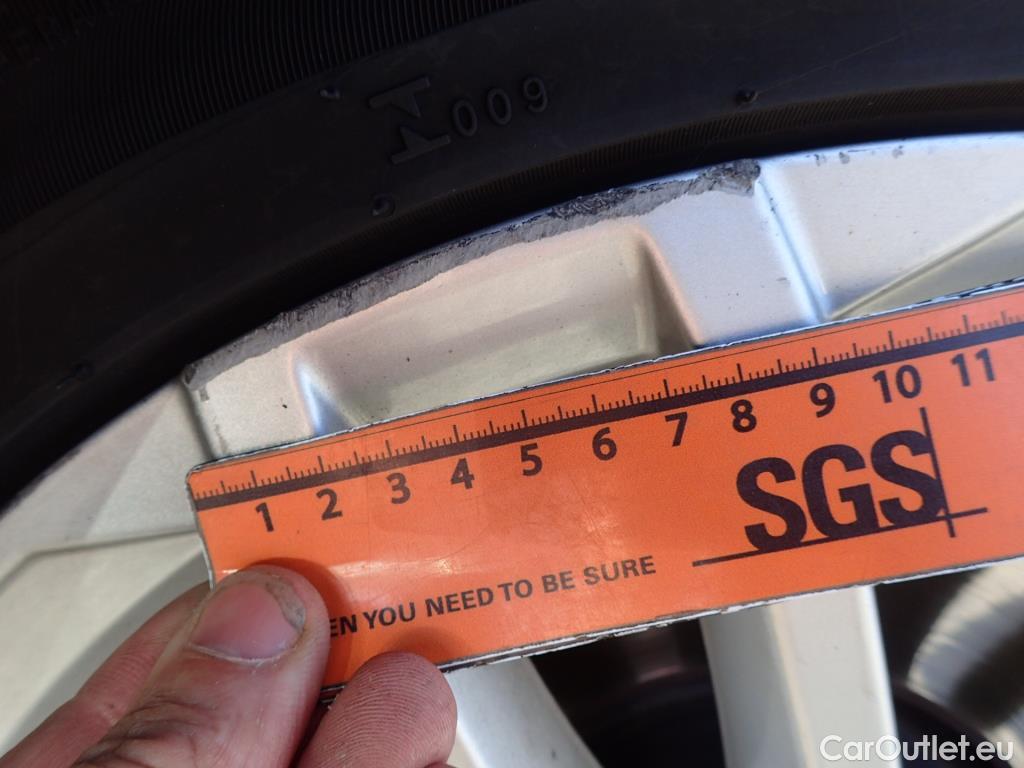 009
1 2 3 4 5 6 7 8 9 10 11
SGS
EN YOU NEED TO BE SURE
CarOutlet.eu